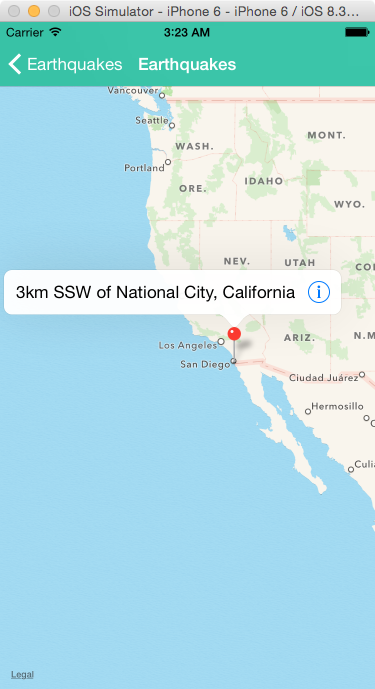 iOS Simulator - iPhone 6 - iPhone 6 / iOS 8.3...
Carrier 3:23 AM
Earthquakes Earthquakes
Vancouver
Seattle
WASH.
MONT.
Portland
ORE.
IDAHO
WYO.
NEV.
UTAH
CO
3km SSW of National City, California
Los Angeles
ARIZ.
N.M
San Diego
Ciudad Juárez
Hermosillo
C
Culi
Legal